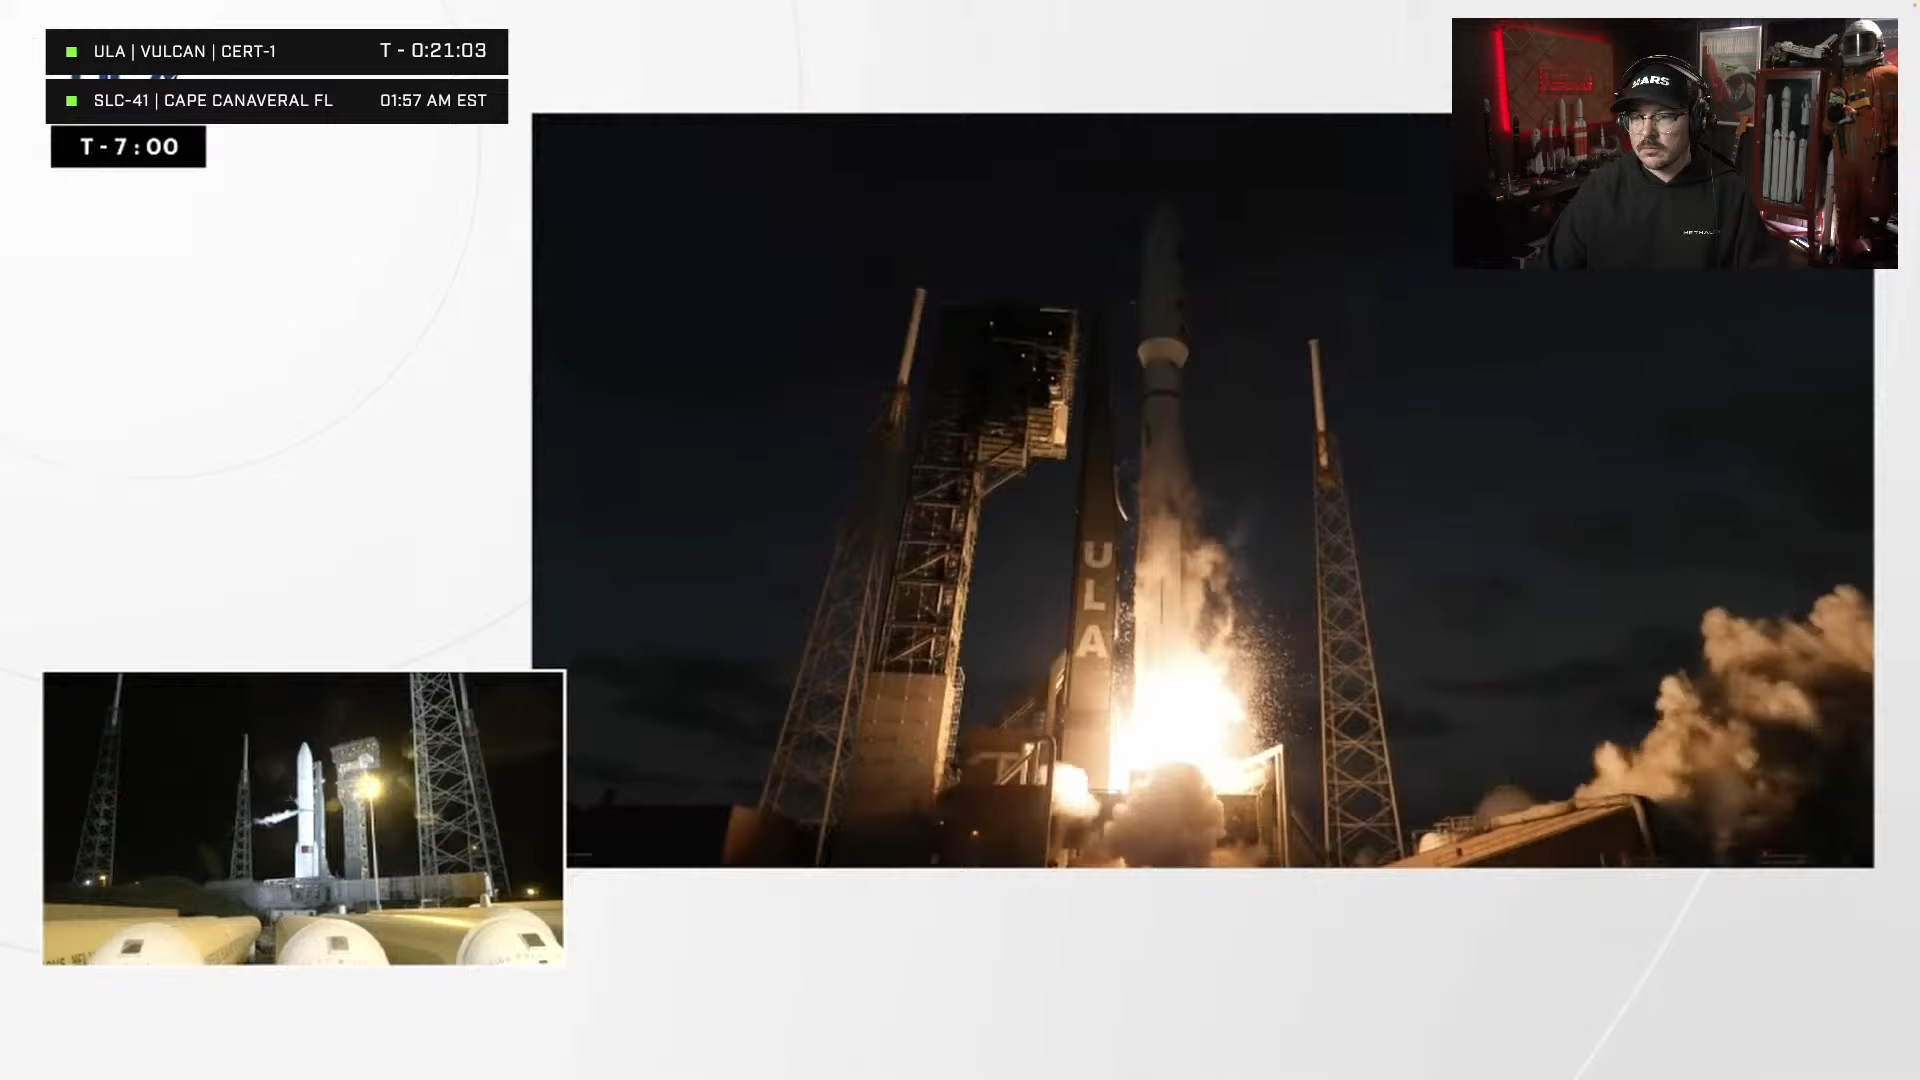 ULA | VULCAN | CERT-1 T - 0:21:03
SLC-41 | CAPE CANAVERAL FL 01:57 AM EST
T - 7 : 00
MARS
ULA